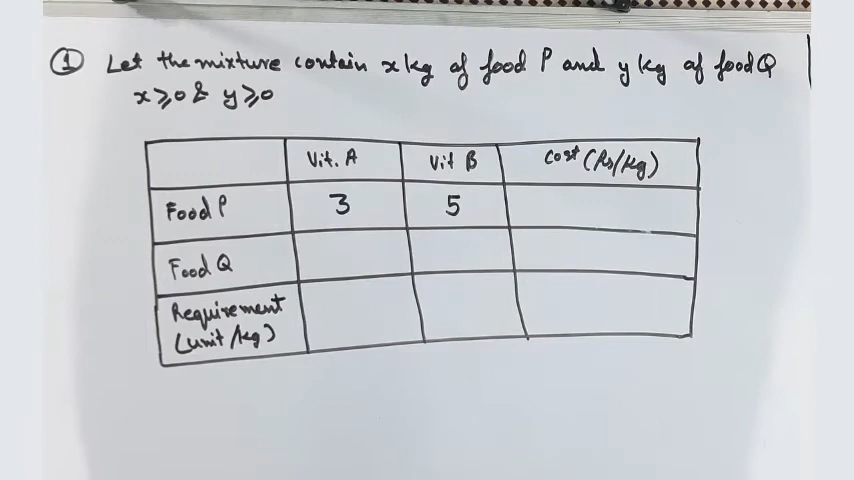 ① Let the mixture contain x kg of food P and y kg of food Q
x ≥ 0 & y ≥ 0
Vit. A Vit B Cost (Rs/kg)
Food P 3 5
Food Q
Requirement
(unit/kg)